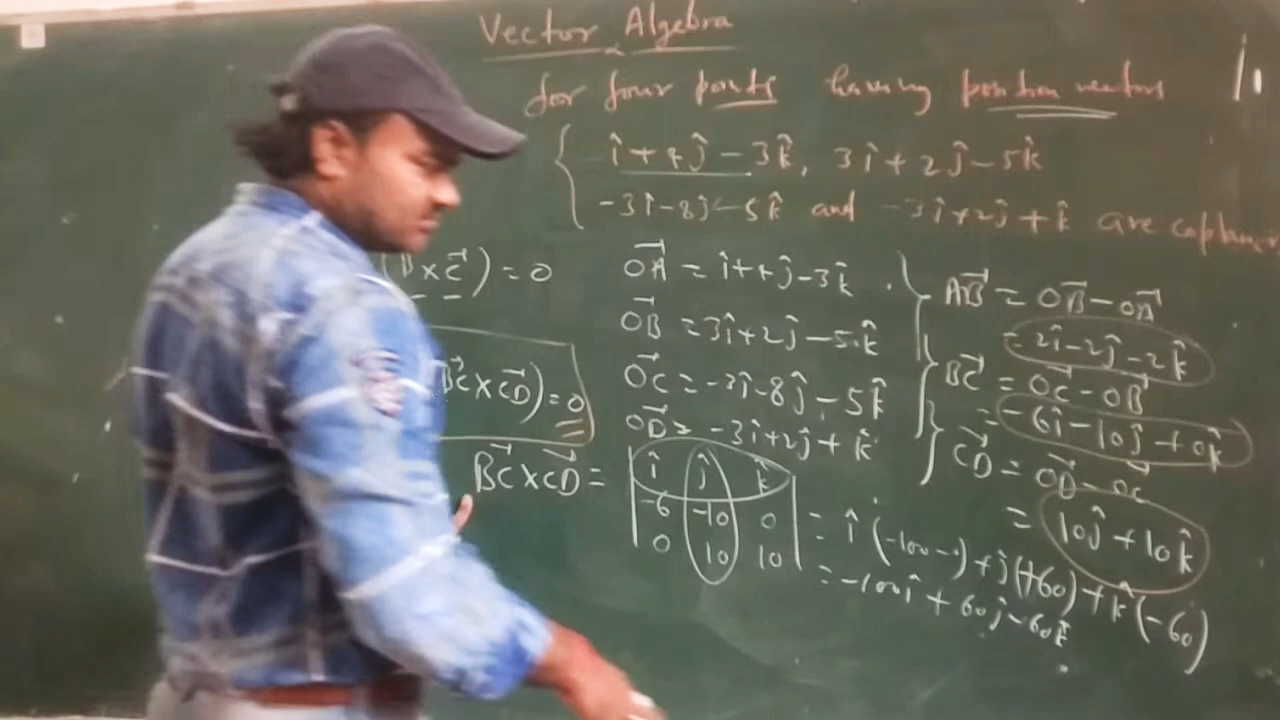 Vector Algebra
for four points having position vectors
î + 4ĵ - 3k̂, 3î + 2ĵ - 5k̂
-3î - 8ĵ - 5k̂ and -3î + 2ĵ + k̂ are
×C⃗) = 0
BC⃗ × CD⃗) = 0
BC⃗ × CD⃗ =
OA⃗ = î + 4ĵ - 3k̂
OB⃗ = 3î + 2ĵ - 5k̂
OC⃗ = -3î - 8ĵ - 5k̂
OD⃗ = -3î + 2ĵ + k̂
î ĵ k̂
-6 -10 0
0 10 10
AB⃗ = OB⃗ - OA⃗
= 2î - 2ĵ - 2k̂
BC⃗ = OC⃗ - OB⃗
= -6î - 10ĵ + 0k̂
CD⃗ = OD⃗ - OC⃗
= 10ĵ + 10k̂
= î(-100 - 0) + ĵ(+60) + k̂(-60)
= -100î + 60ĵ - 60k̂